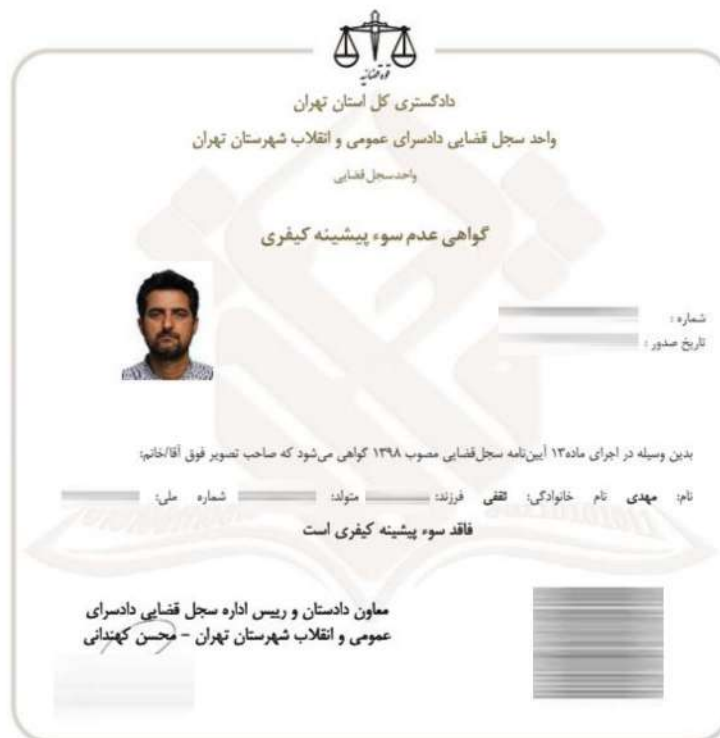 قوه قضائیه
دادگستری کل استان تهران
واحد سجل قضایی دادسرای عمومی و انقلاب شهرستان تهران
واحدسجل قضایی
گواهی عدم سوء پیشینه کیفری
شماره :
تاریخ صدور :
بدین وسیله در اجرای ماده۱۳ آیین‌نامه سجل‌قضایی مصوب ۱۳۹۸ گواهی می‌شود که صاحب تصویر فوق آقا/خانم:
نام: مهدی نام خانوادگی: ثقفی فرزند: متولد: شماره ملی:
فاقد سوء پیشینه کیفری است
معاون دادستان و رییس اداره سجل قضایی دادسرای
عمومی و انقلاب شهرستان تهران - محسن کهندانی